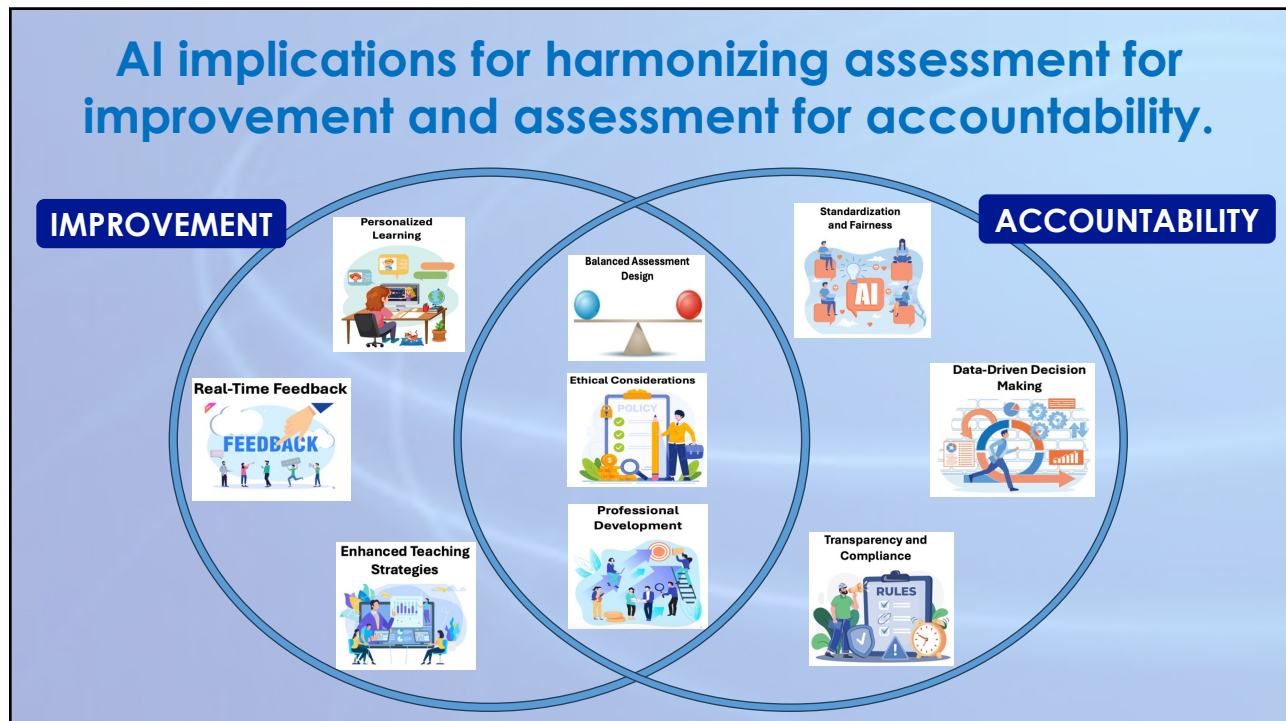 AI implications for harmonizing assessment for
improvement and assessment for accountability.
IMPROVEMENT
ACCOUNTABILITY
Personalized
Learning
Real-Time Feedback
FEEDBACK
Enhanced Teaching
Strategies
Balanced Assessment
Design
Ethical Considerations
POLICY
Professional
Development
Standardization
and Fairness
AI
Data-Driven Decision
Making
Transparency and
Compliance
RULES